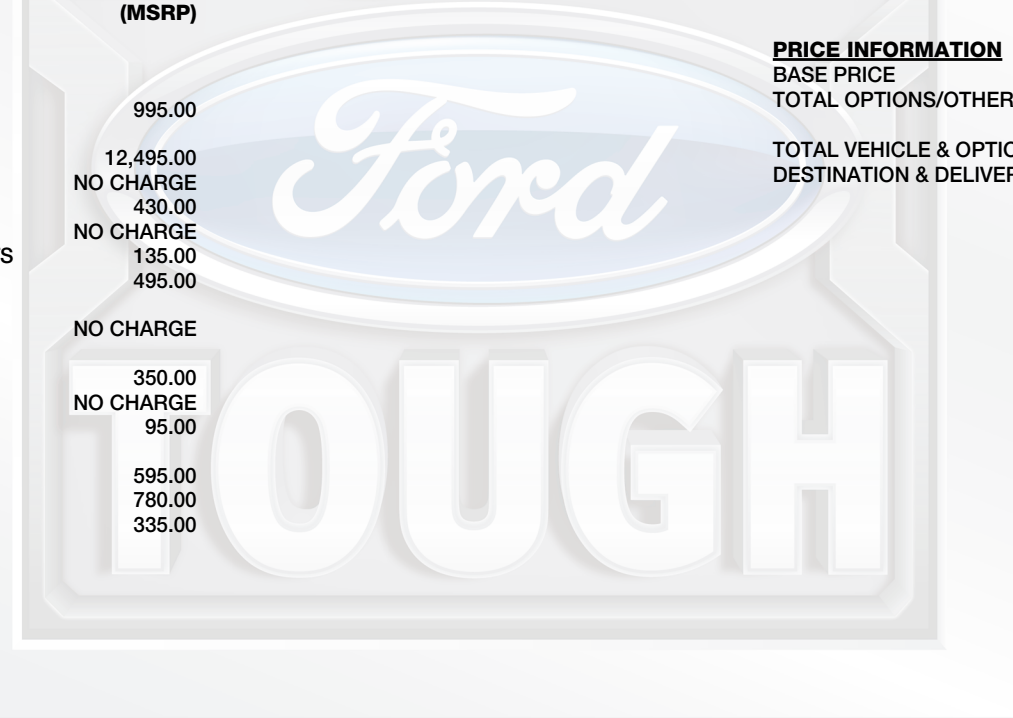 (MSRP)
995.00
12,495.00
NO CHARGE
430.00
NO CHARGE
135.00
495.00
NO CHARGE
350.00
NO CHARGE
95.00
595.00
780.00
335.00
PRICE INFORMATION
BASE PRICE
TOTAL OPTIONS/OTHER
TOTAL VEHICLE & OPTIO
DESTINATION & DELIVER
Ford
TOUGH